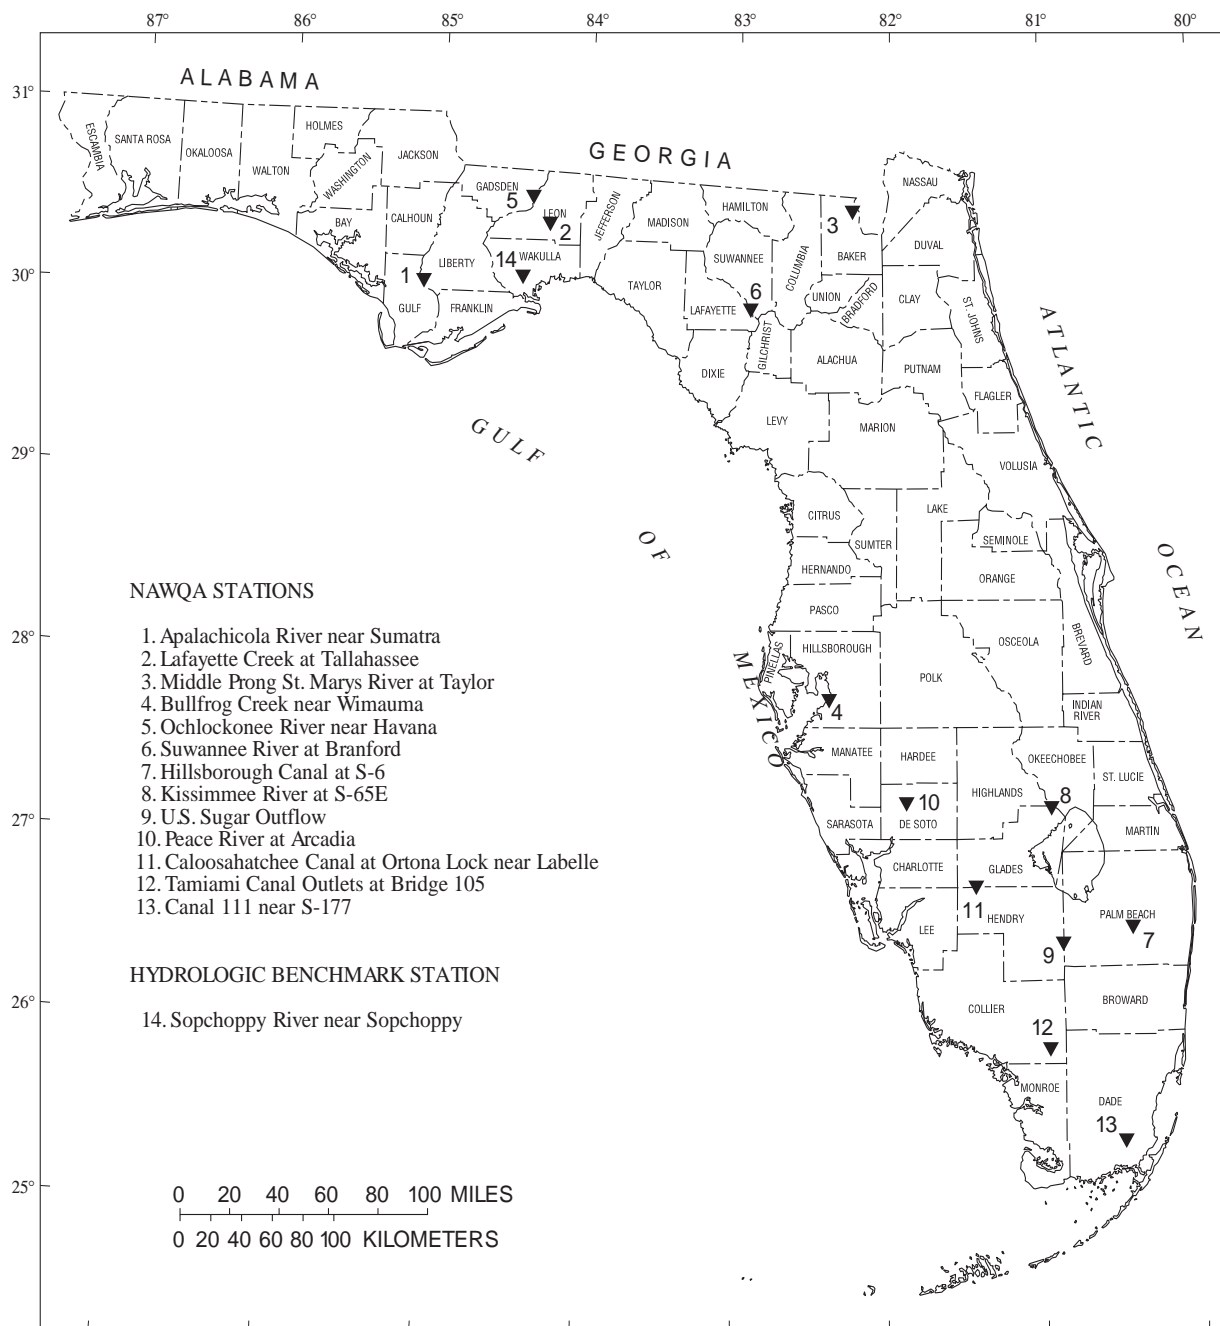 87° 86° 85° 84° 83° 82° 81° 80°
31°
30°
29°
28°
27°
26°
25°
ALABAMA
GEORGIA
ATLANTIC
OCEAN
GULF
OF
MEXICO
ESCAMBIA
SANTA ROSA
OKALOOSA
WALTON
HOLMES
WASHINGTON
BAY
JACKSON
CALHOUN
GULF
LIBERTY
FRANKLIN
GADSDEN
LEON
WAKULLA
JEFFERSON
MADISON
TAYLOR
HAMILTON
SUWANNEE
LAFAYETTE
DIXIE
GILCHRIST
COLUMBIA
BAKER
UNION
BRADFORD
NASSAU
DUVAL
CLAY
ST. JOHNS
ALACHUA
PUTNAM
FLAGLER
LEVY
MARION
VOLUSIA
CITRUS
SUMTER
LAKE
SEMINOLE
HERNANDO
ORANGE
PASCO
OSCEOLA
BREVARD
PINELLAS
HILLSBOROUGH
POLK
INDIAN
RIVER
MANATEE
HARDEE
OKEECHOBEE
ST. LUCIE
HIGHLANDS
SARASOTA
DE SOTO
MARTIN
CHARLOTTE
GLADES
LEE
HENDRY
PALM BEACH
COLLIER
BROWARD
MONROE
DADE
1
2
3
4
5
6
7
8
9
10
11
12
13
14
NAWQA STATIONS
1. Apalachicola River near Sumatra
2. Lafayette Creek at Tallahassee
3. Middle Prong St. Marys River at Taylor
4. Bullfrog Creek near Wimauma
5. Ochlockonee River near Havana
6. Suwannee River at Branford
7. Hillsborough Canal at S-6
8. Kissimmee River at S-65E
9. U.S. Sugar Outflow
10. Peace River at Arcadia
11. Caloosahatchee Canal at Ortona Lock near Labelle
12. Tamiami Canal Outlets at Bridge 105
13. Canal 111 near S-177
HYDROLOGIC BENCHMARK STATION
14. Sopchoppy River near Sopchoppy
0 20 40 60 80 100 MILES
0 20 40 60 80 100 KILOMETERS